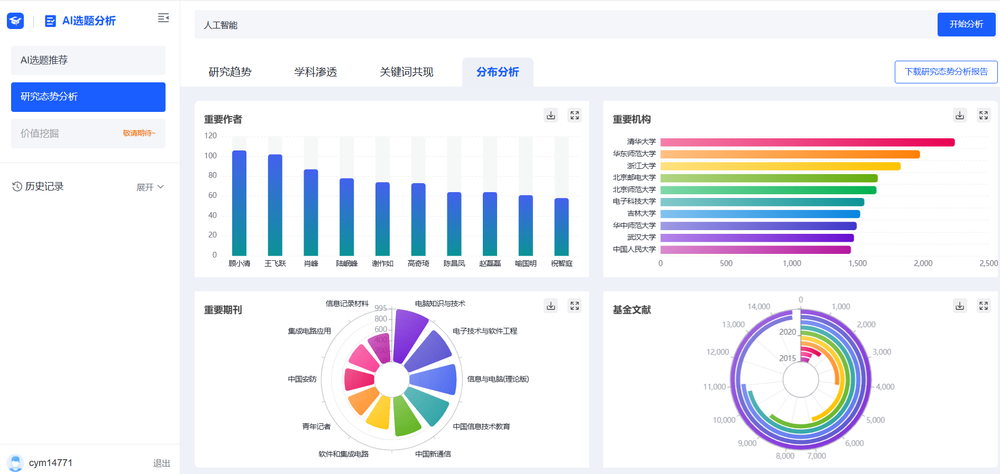 AI选题分析
AI选题推荐
研究态势分析
价值挖掘 敬请期待~
历史记录 展开
cym14771 退出
人工智能
开始分析
研究趋势 学科渗透 关键词共现 分布分析
下载研究态势分析报告
重要作者
120
100
80
60
40
20
0
顾小清 王飞跃 肖峰 陆岷峰 谢作如 高奇琦 陈昌凤 赵磊磊 喻国明 祝智庭
重要机构
清华大学
华东师范大学
浙江大学
北京邮电大学
北京师范大学
电子科技大学
吉林大学
华中师范大学
武汉大学
中国人民大学
0 500 1,000 1,500 2,000 2,500
重要期刊
995
800
600
400
200
0
电脑知识与技术
电子技术与软件工程
信息与电脑(理论版)
中国信息技术教育
中国新通信
软件和集成电路
青年记者
中国安防
集成电路应用
信息记录材料
基金文献
0
1,000
2,000
3,000
4,000
5,000
6,000
7,000
8,000
9,000
10,000
11,000
12,000
13,000
14,000
2020
2015